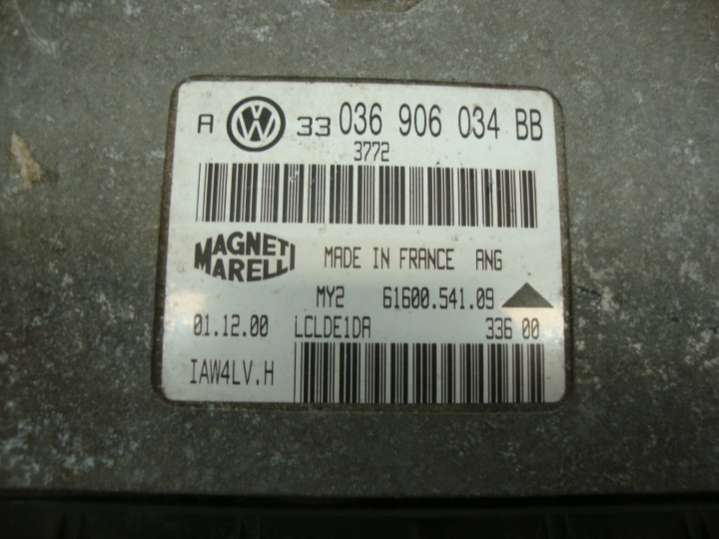 A VW 33 036 906 034 BB
3772
MAGNETI MARELLI MADE IN FRANCE ANG
MY2 61600.541.09
01.12.00 LCLDE1DA 336 00
IAW4LV.H